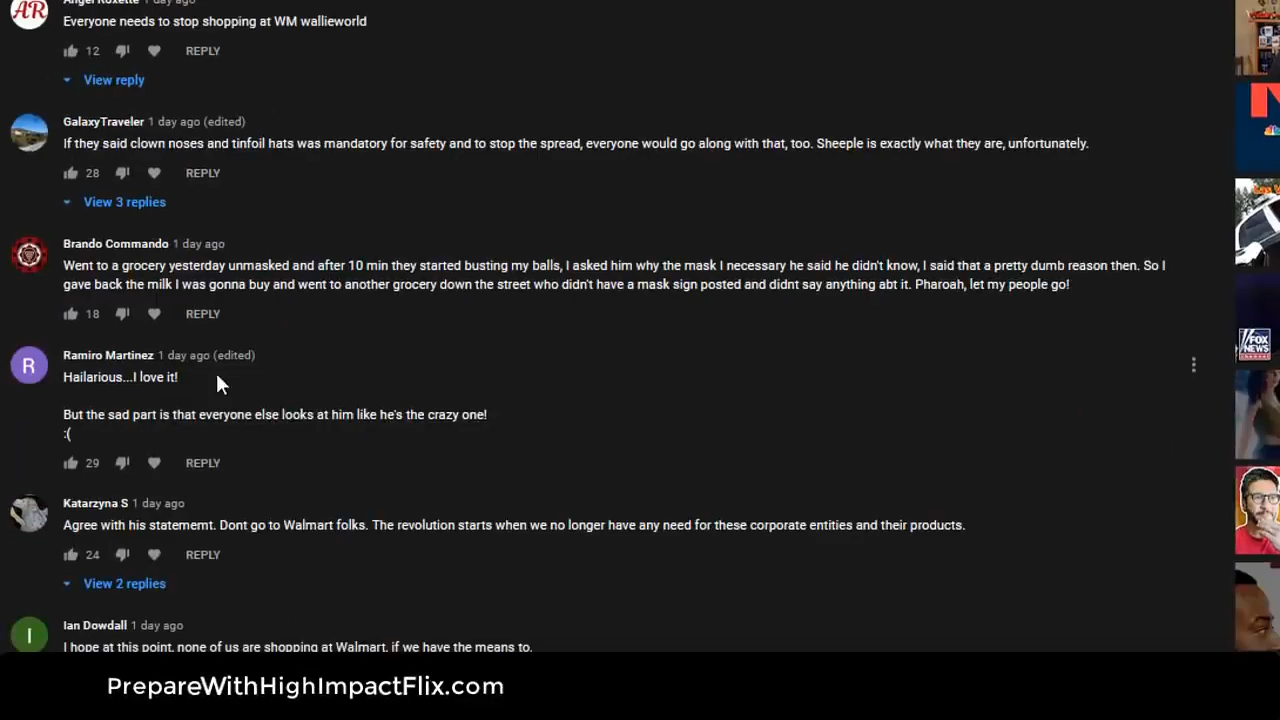 AR
1 day ago
Everyone needs to stop shopping at WM wallieworld
12 REPLY
View reply
GalaxyTraveler 1 day ago (edited)
If they said clown noses and tinfoil hats was mandatory for safety and to stop the spread, everyone would go along with that, too. Sheeple is exactly what they are, unfortunately.
28 REPLY
View 3 replies
Brando Commando 1 day ago
Went to a grocery yesterday unmasked and after 10 min they started busting my balls, I asked him why the mask I necessary he said he didn't know, I said that a pretty dumb reason then. So I
gave back the milk I was gonna buy and went to another grocery down the street who didn't have a mask sign posted and didnt say anything abt it. Pharoah, let my people go!
18 REPLY
R
Ramiro Martinez 1 day ago (edited)
Hailarious...I love it!
But the sad part is that everyone else looks at him like he's the crazy one!
:(
29 REPLY
Katarzyna S 1 day ago
Agree with his statememt. Dont go to Walmart folks. The revolution starts when we no longer have any need for these corporate entities and their products.
24 REPLY
View 2 replies
I
Ian Dowdall 1 day ago
I hope at this point, none of us are shopping at Walmart, if we have the means to.
FOX
NEWS
PrepareWithHighImpactFlix.com